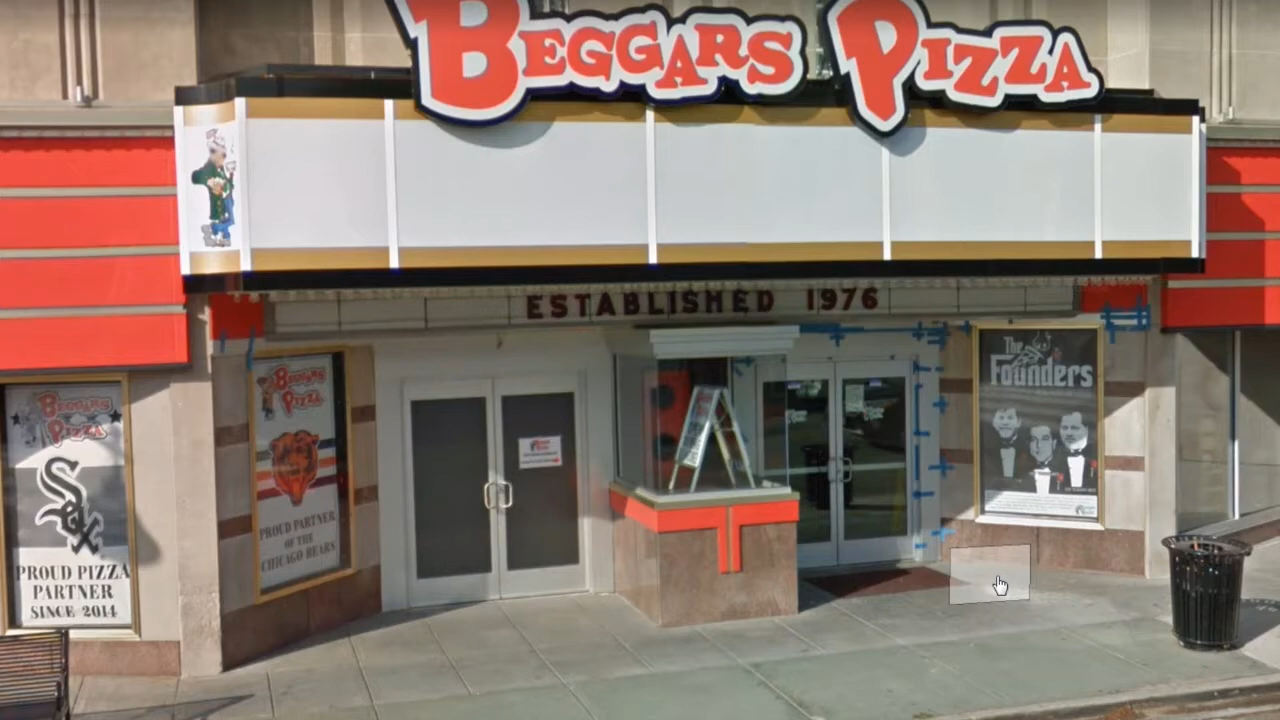 BEGGARS PIZZA
ESTABLISHED 1976
BEGGARS
PIZZA
Sox
PROUD PIZZA
PARTNER
SINCE 2014
BEGGARS
PIZZA
PROUD PARTNER
OF THE
CHICAGO BEARS
The
Founders